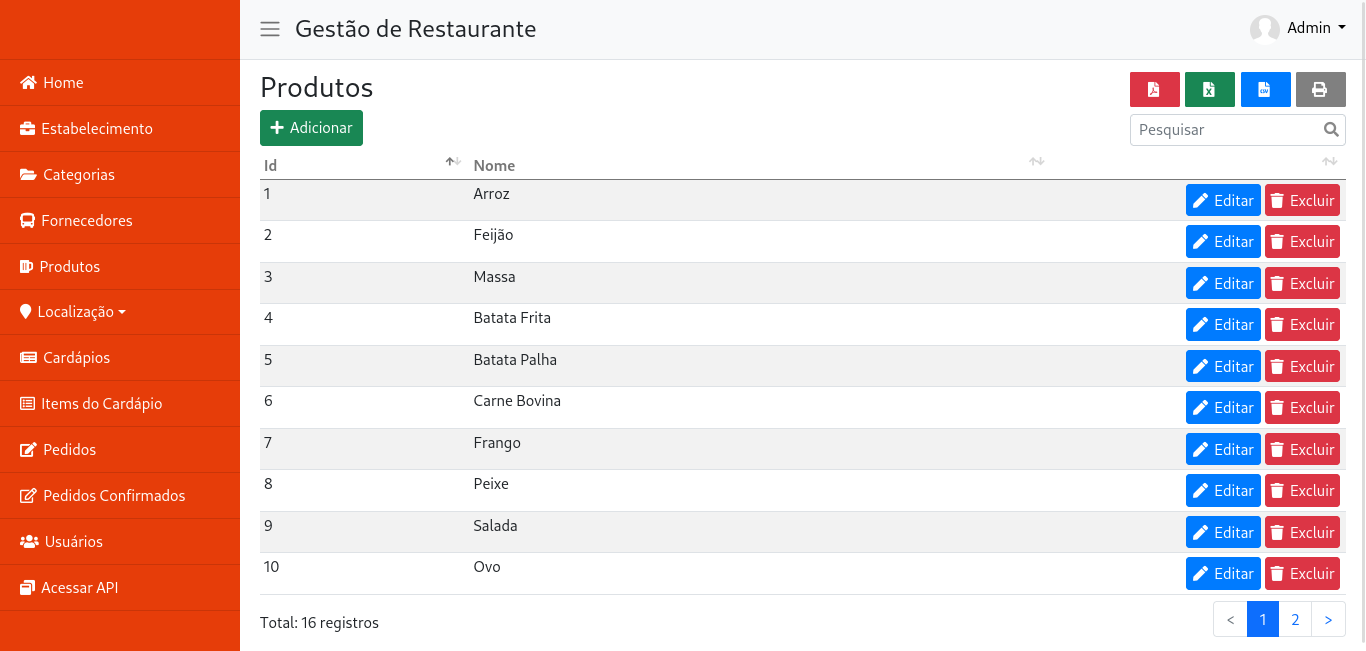 Gestão de Restaurante
Admin
Home
Estabelecimento
Categorias
Fornecedores
Produtos
Localização
Cardápios
Items do Cardápio
Pedidos
Pedidos Confirmados
Usuários
Acessar API
Produtos
Adicionar
Pesquisar
Id Nome
1 Arroz Editar Excluir
2 Feijão Editar Excluir
3 Massa Editar Excluir
4 Batata Frita Editar Excluir
5 Batata Palha Editar Excluir
6 Carne Bovina Editar Excluir
7 Frango Editar Excluir
8 Peixe Editar Excluir
9 Salada Editar Excluir
10 Ovo Editar Excluir
Total: 16 registros
< 1 2 >